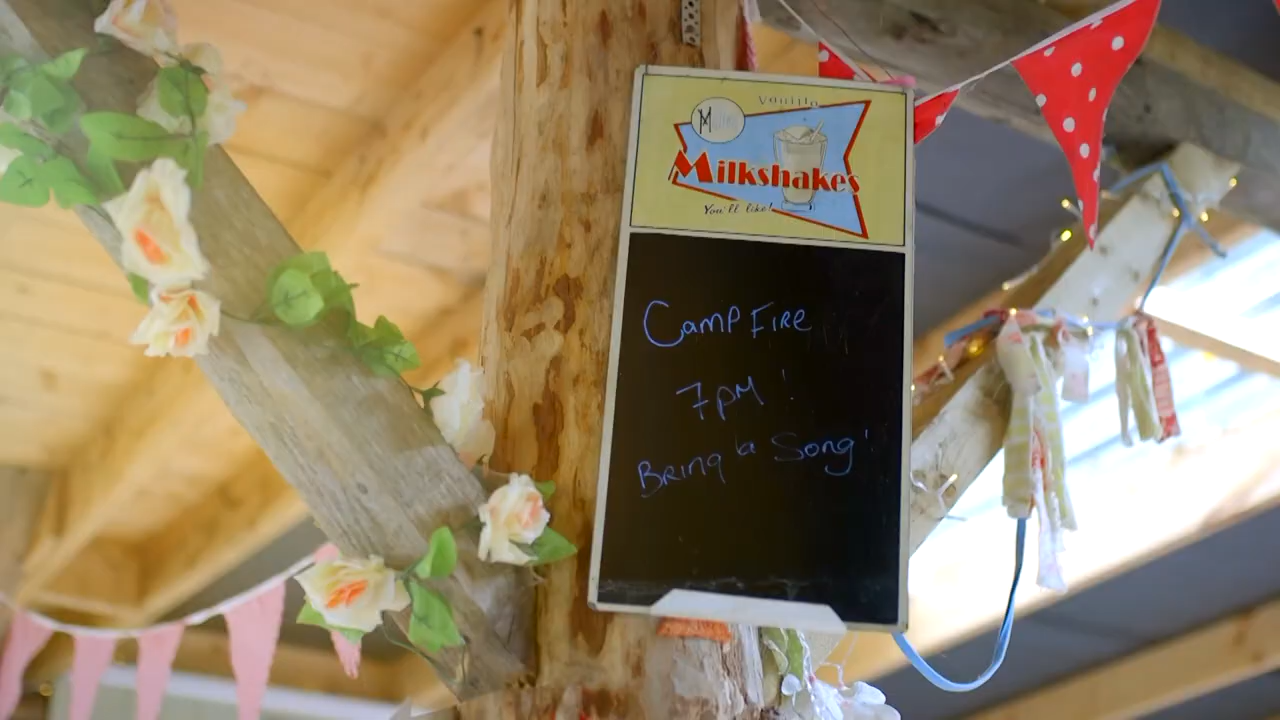 Vanilla
Milkshakes
You'll like!
Camp Fire
7pm!
Bring a Song!